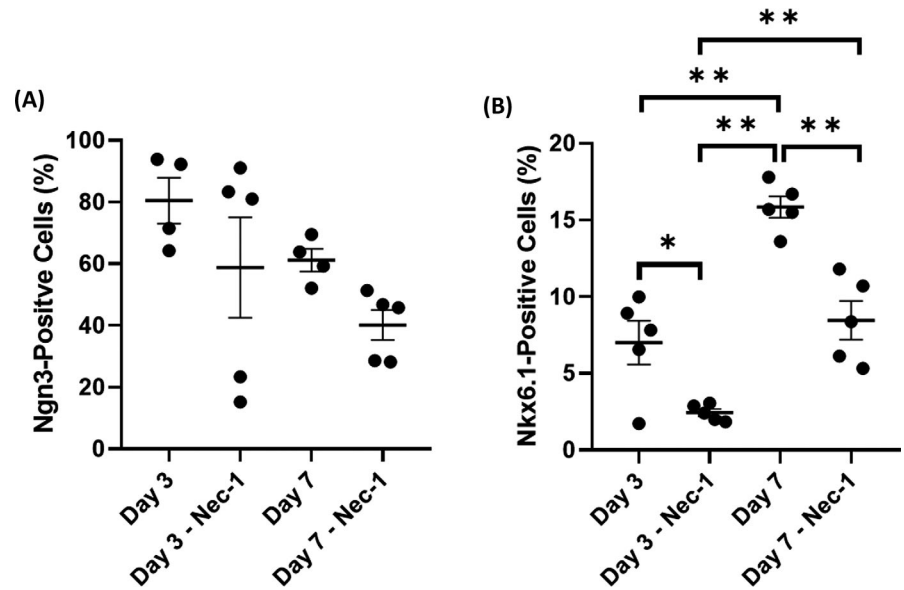 (A)
Ngn3-Positve Cells (%)
100
80
60
40
20
0
Day 3
Day 3 - Nec-1
Day 7
Day 7 - Nec-1
(B)
Nkx6.1-Positive Cells (%)
20
15
10
5
0
**
**
**
**
*
Day 3
Day 3 - Nec-1
Day 7
Day 7 - Nec-1